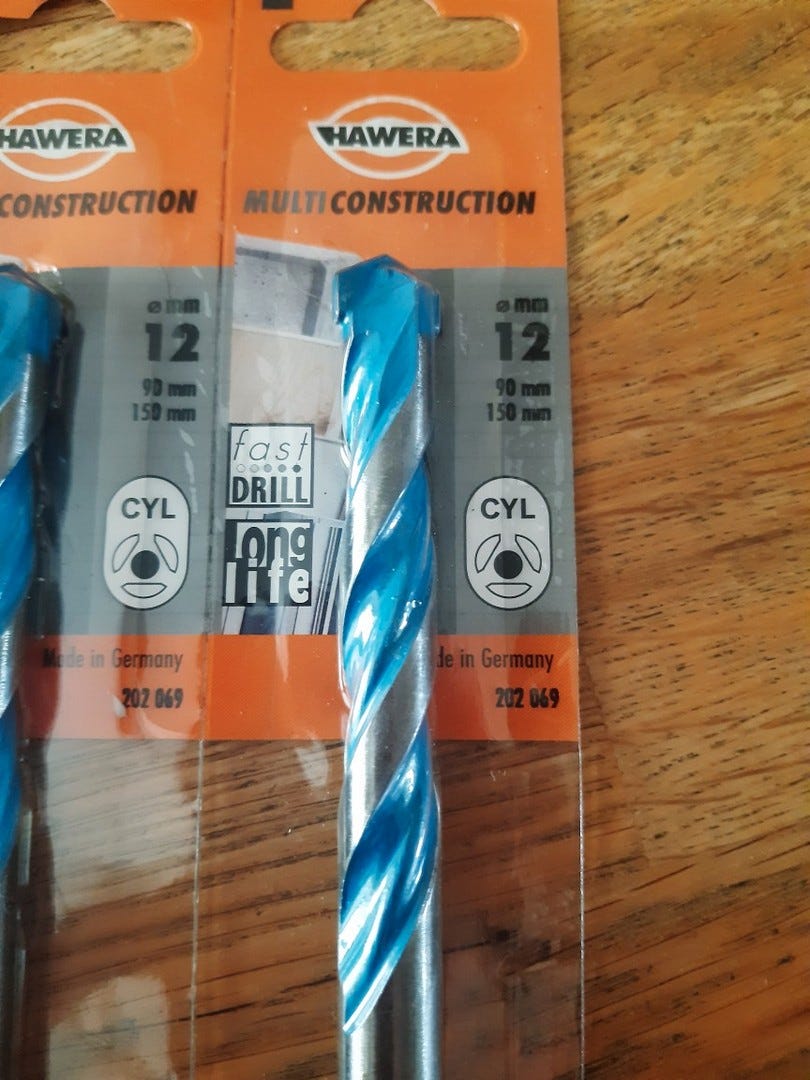 HAWERA
CONSTRUCTION
ø mm
12
90 mm
150 mm
CYL
Made in Germany
202 069
HAWERA
MULTI CONSTRUCTION
ø mm
12
90 mm
150 mm
fast
DRILL
long
life
CYL
de in Germany
202 069